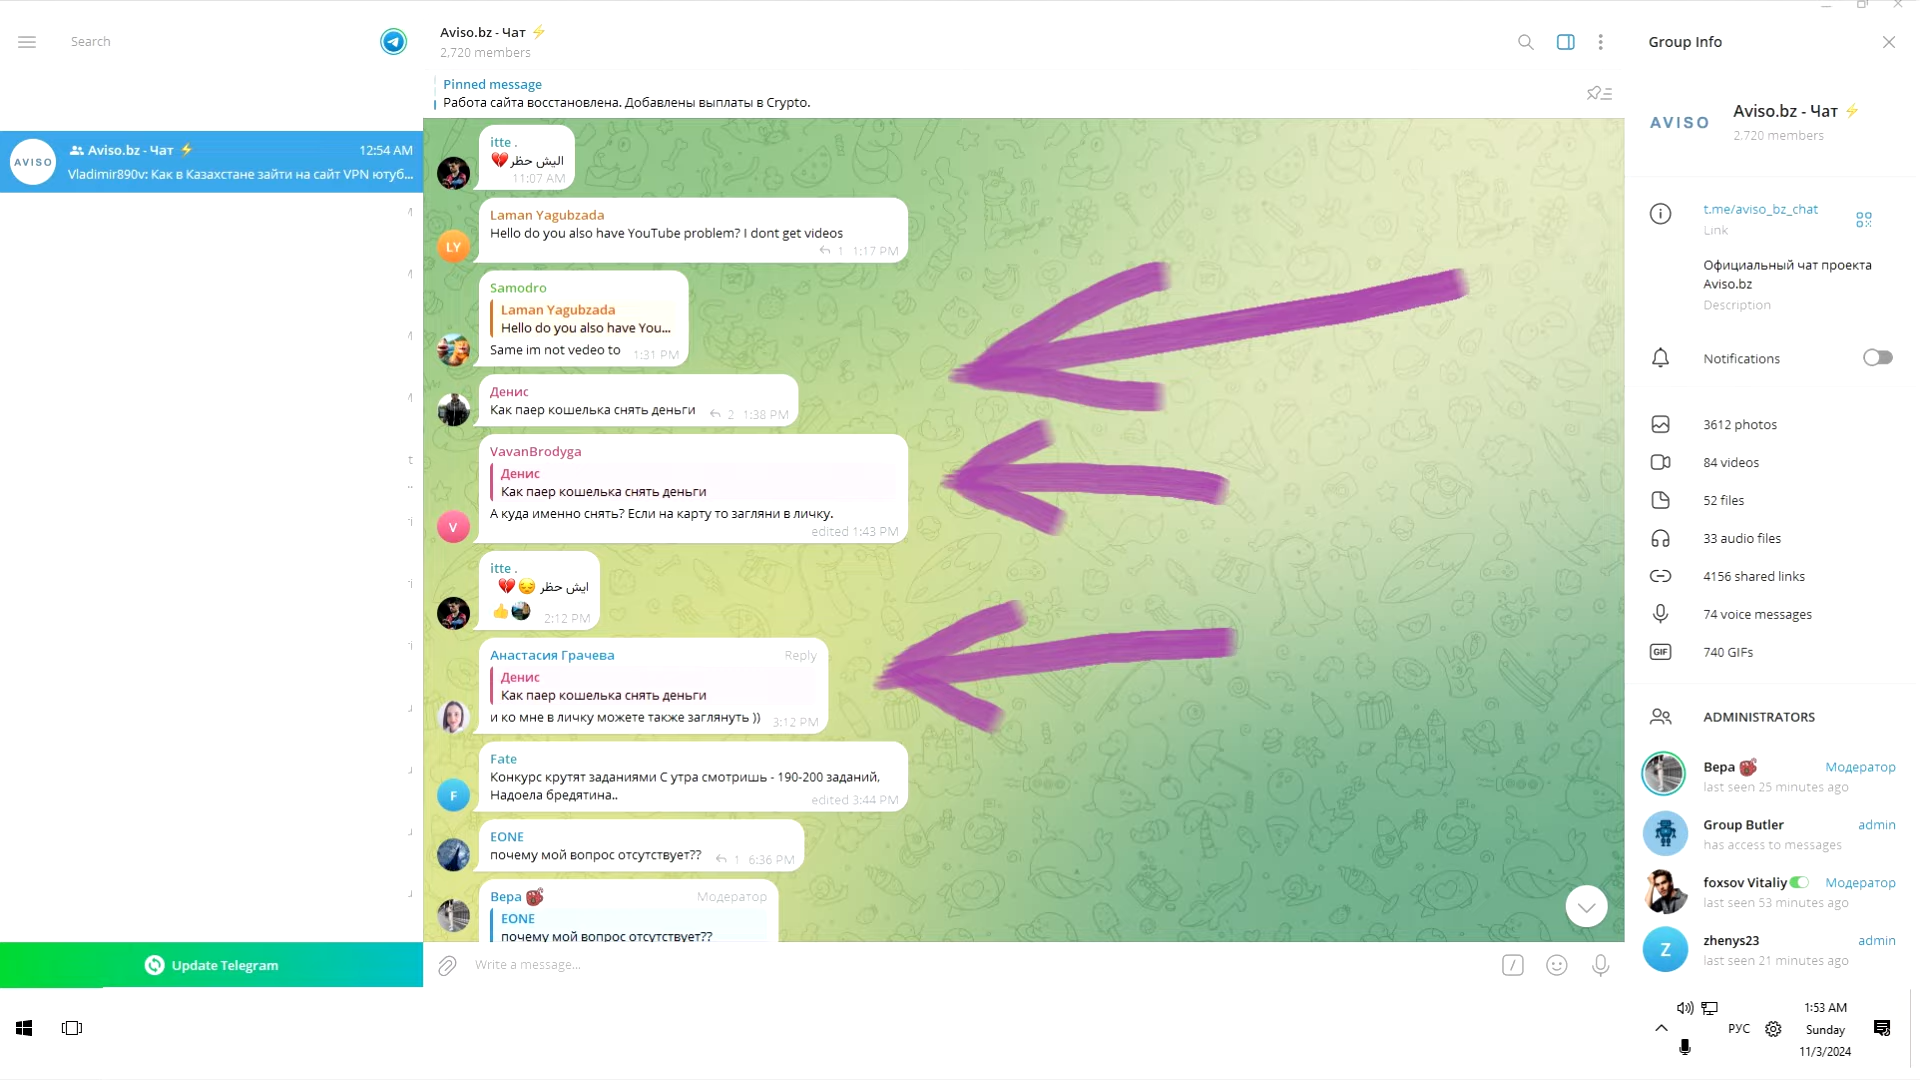 Search
AVISO
Aviso.bz - Чат ⚡
12:54 AM
Vladimir890v: Как в Казахстане зайти на сайт VPN ютуб...
Update Telegram
Aviso.bz - Чат ⚡
2,720 members
Pinned message
Работа сайта восстановлена. Добавлены выплаты в Crypto.
itte .
💔اليش حظر
11:07 AM
LY
Laman Yagubzada
Hello do you also have YouTube problem? I dont get videos
1 1:17 PM
Samodro
Laman Yagubzada
Hello do you also have You...
Same im not vedeo to 1:31 PM
Денис
Как паер кошелька снять деньги 2 1:38 PM
V
VavanBrodyga
Денис
Как паер кошелька снять деньги
А куда именно снять? Если на карту то загляни в личку.
edited 1:43 PM
itte .
💔😔 ايش حظر
👍 2:12 PM
Анастасия Грачева Reply
Денис
Как паер кошелька снять деньги
и ко мне в личку можете также заглянуть )) 3:12 PM
F
Fate
Конкурс крутят заданиями С утра смотришь - 190-200 заданий,
Надоела бредятина.. edited 3:44 PM
EONE
почему мой вопрос отсутствует?? 1 6:36 PM
Вера Модератор
EONE
почему мой вопрос отсутствует??
Write a message...
Group Info
AVISO
Aviso.bz - Чат ⚡
2,720 members
t.me/aviso_bz_chat
Link
Официальный чат проекта
Aviso.bz
Description
Notifications
3612 photos
84 videos
52 files
33 audio files
4156 shared links
74 voice messages
GIF 740 GIFs
ADMINISTRATORS
Вера Модератор
last seen 25 minutes ago
Group Butler admin
has access to messages
foxsov Vitaliy Модератор
last seen 53 minutes ago
Z
zhenys23 admin
last seen 21 minutes ago
РУС
1:53 AM
Sunday
11/3/2024